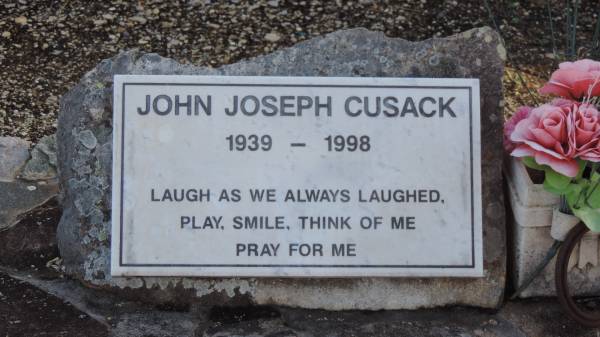 JOHN JOSEPH CUSACK
1939 – 1998
LAUGH AS WE ALWAYS LAUGHED,
PLAY, SMILE, THINK OF ME
PRAY FOR ME